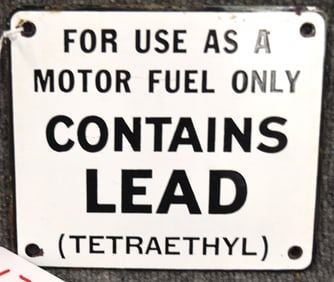 FOR USE AS A
MOTOR FUEL ONLY
CONTAINS
LEAD
(TETRAETHYL)